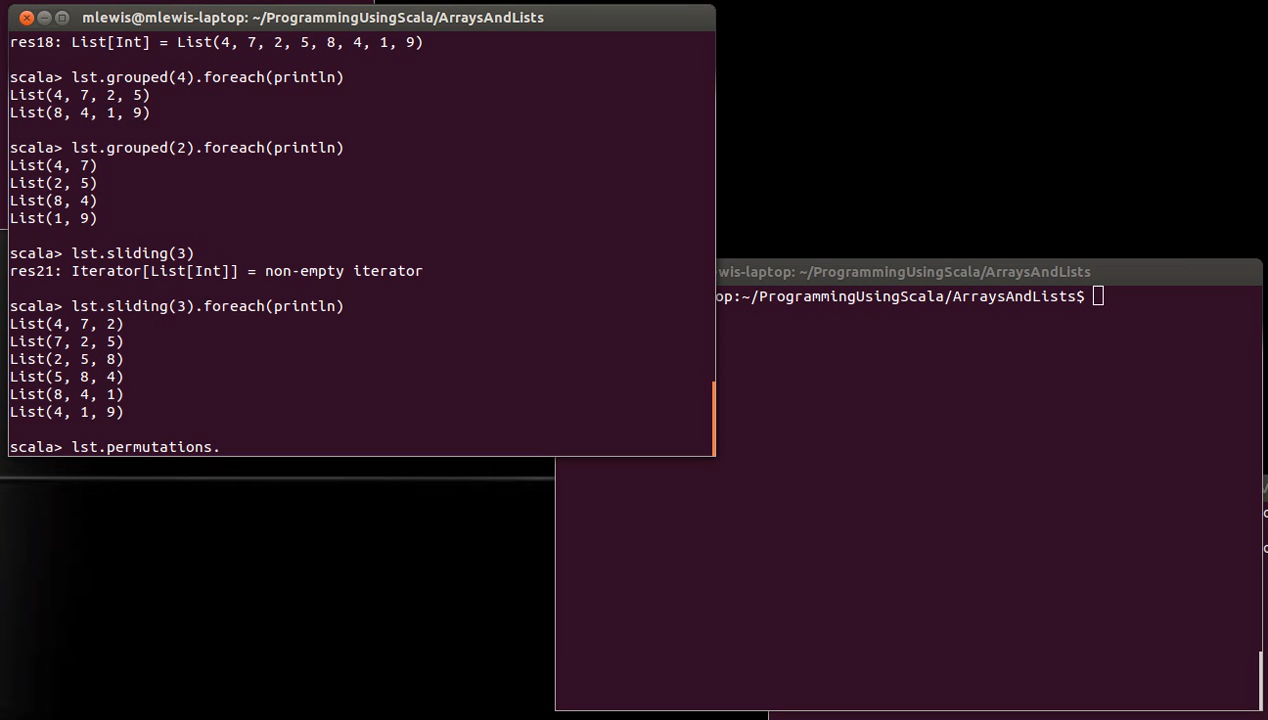 mlewis@mlewis-laptop: ~/ProgrammingUsingScala/ArraysAndLists
res18: List[Int] = List(4, 7, 2, 5, 8, 4, 1, 9)
scala> lst.grouped(4).foreach(println)
List(4, 7, 2, 5)
List(8, 4, 1, 9)
scala> lst.grouped(2).foreach(println)
List(4, 7)
List(2, 5)
List(8, 4)
List(1, 9)
scala> lst.sliding(3)
res21: Iterator[List[Int]] = non-empty iterator
scala> lst.sliding(3).foreach(println)
List(4, 7, 2)
List(7, 2, 5)
List(2, 5, 8)
List(5, 8, 4)
List(8, 4, 1)
List(4, 1, 9)
scala> lst.permutations.
wis-laptop: ~/ProgrammingUsingScala/ArraysAndLists
op:~/ProgrammingUsingScala/ArraysAndLists$